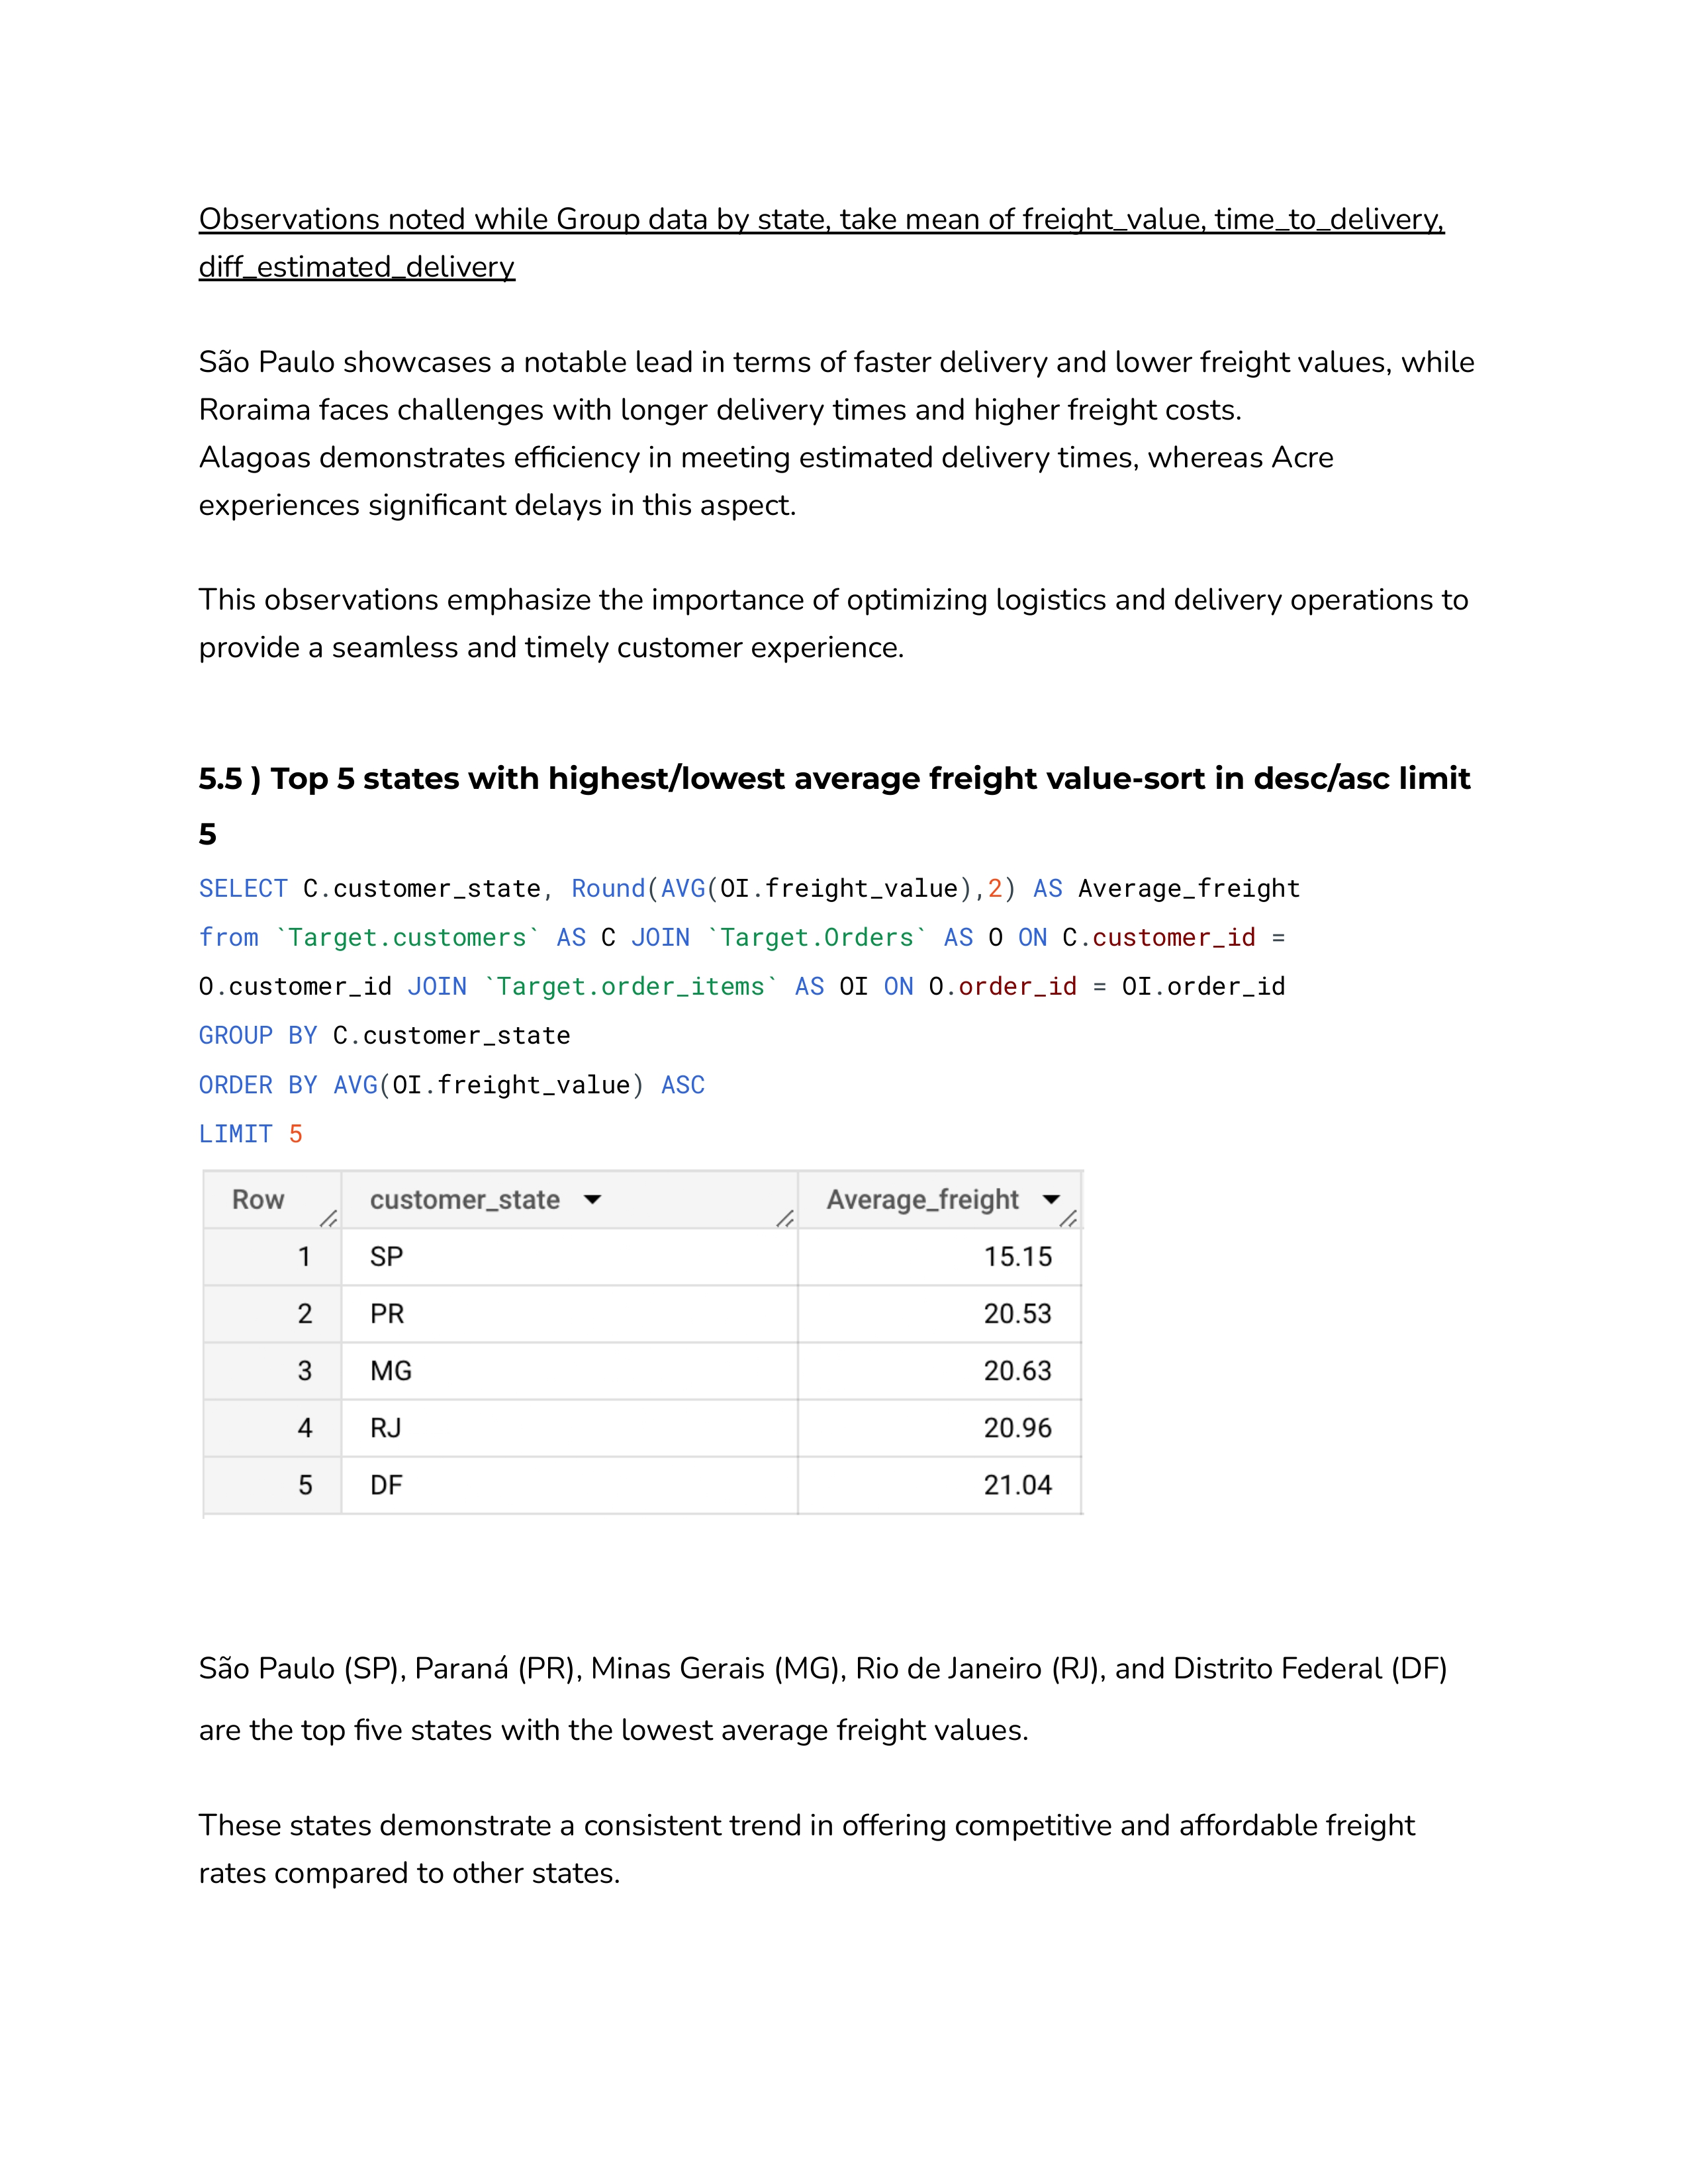 Observations noted while Group data by state, take mean of freight_value, time_to_delivery,
diff_estimated_delivery
São Paulo showcases a notable lead in terms of faster delivery and lower freight values, while
Roraima faces challenges with longer delivery times and higher freight costs.
Alagoas demonstrates efficiency in meeting estimated delivery times, whereas Acre
experiences significant delays in this aspect.
This observations emphasize the importance of optimizing logistics and delivery operations to
provide a seamless and timely customer experience.
5.5 ) Top 5 states with highest/lowest average freight value-sort in desc/asc limit
5
SELECT C.customer_state, Round(AVG(OI.freight_value),2) AS Average_freight
from `Target.customers` AS C JOIN `Target.Orders` AS O ON C.customer_id =
O.customer_id JOIN `Target.order_items` AS OI ON O.order_id = OI.order_id
GROUP BY C.customer_state
ORDER BY AVG(OI.freight_value) ASC
LIMIT 5
Row customer_state Average_freight
1 SP 15.15
2 PR 20.53
3 MG 20.63
4 RJ 20.96
5 DF 21.04
São Paulo (SP), Paraná (PR), Minas Gerais (MG), Rio de Janeiro (RJ), and Distrito Federal (DF)
are the top five states with the lowest average freight values.
These states demonstrate a consistent trend in offering competitive and affordable freight
rates compared to other states.